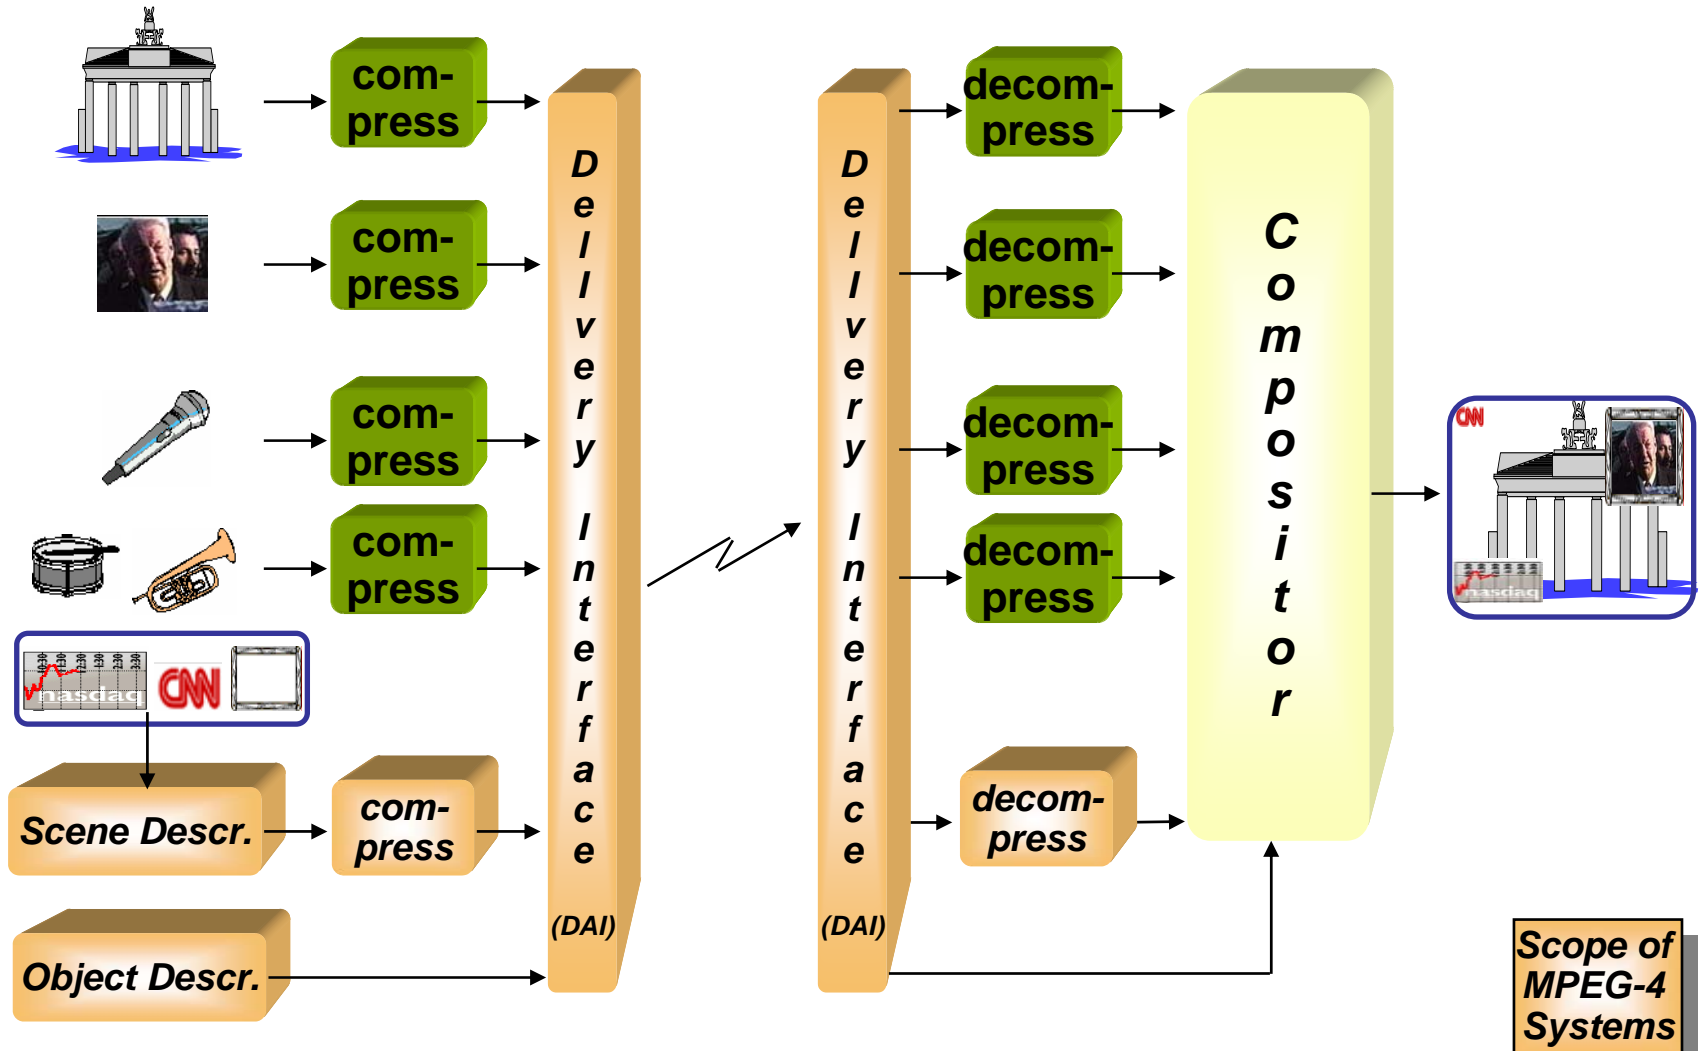 com-
press
com-
press
com-
press
com-
press
nasdaq
CNN
Scene Descr.
com-
press
Object Descr.
Delivery Interface
(DAI)
Delivery Interface
(DAI)
decom-
press
decom-
press
decom-
press
decom-
press
decom-
press
Compositor
CNN
nasdaq
Scope of
MPEG-4
Systems